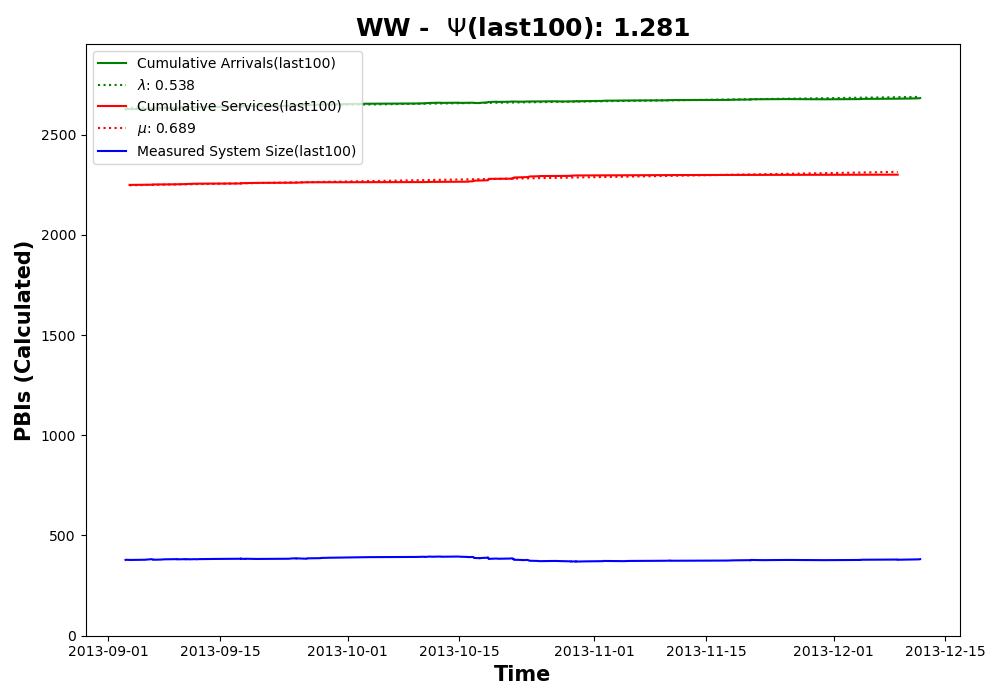 WW - Ψ(last100): 1.281
Cumulative Arrivals(last100)
λ: 0.538
Cumulative Services(last100)
μ: 0.689
Measured System Size(last100)
PBIs (Calculated)
2500
2000
1500
1000
500
0
2013-09-01 2013-09-15 2013-10-01 2013-10-15 2013-11-01 2013-11-15 2013-12-01 2013-12-15
Time